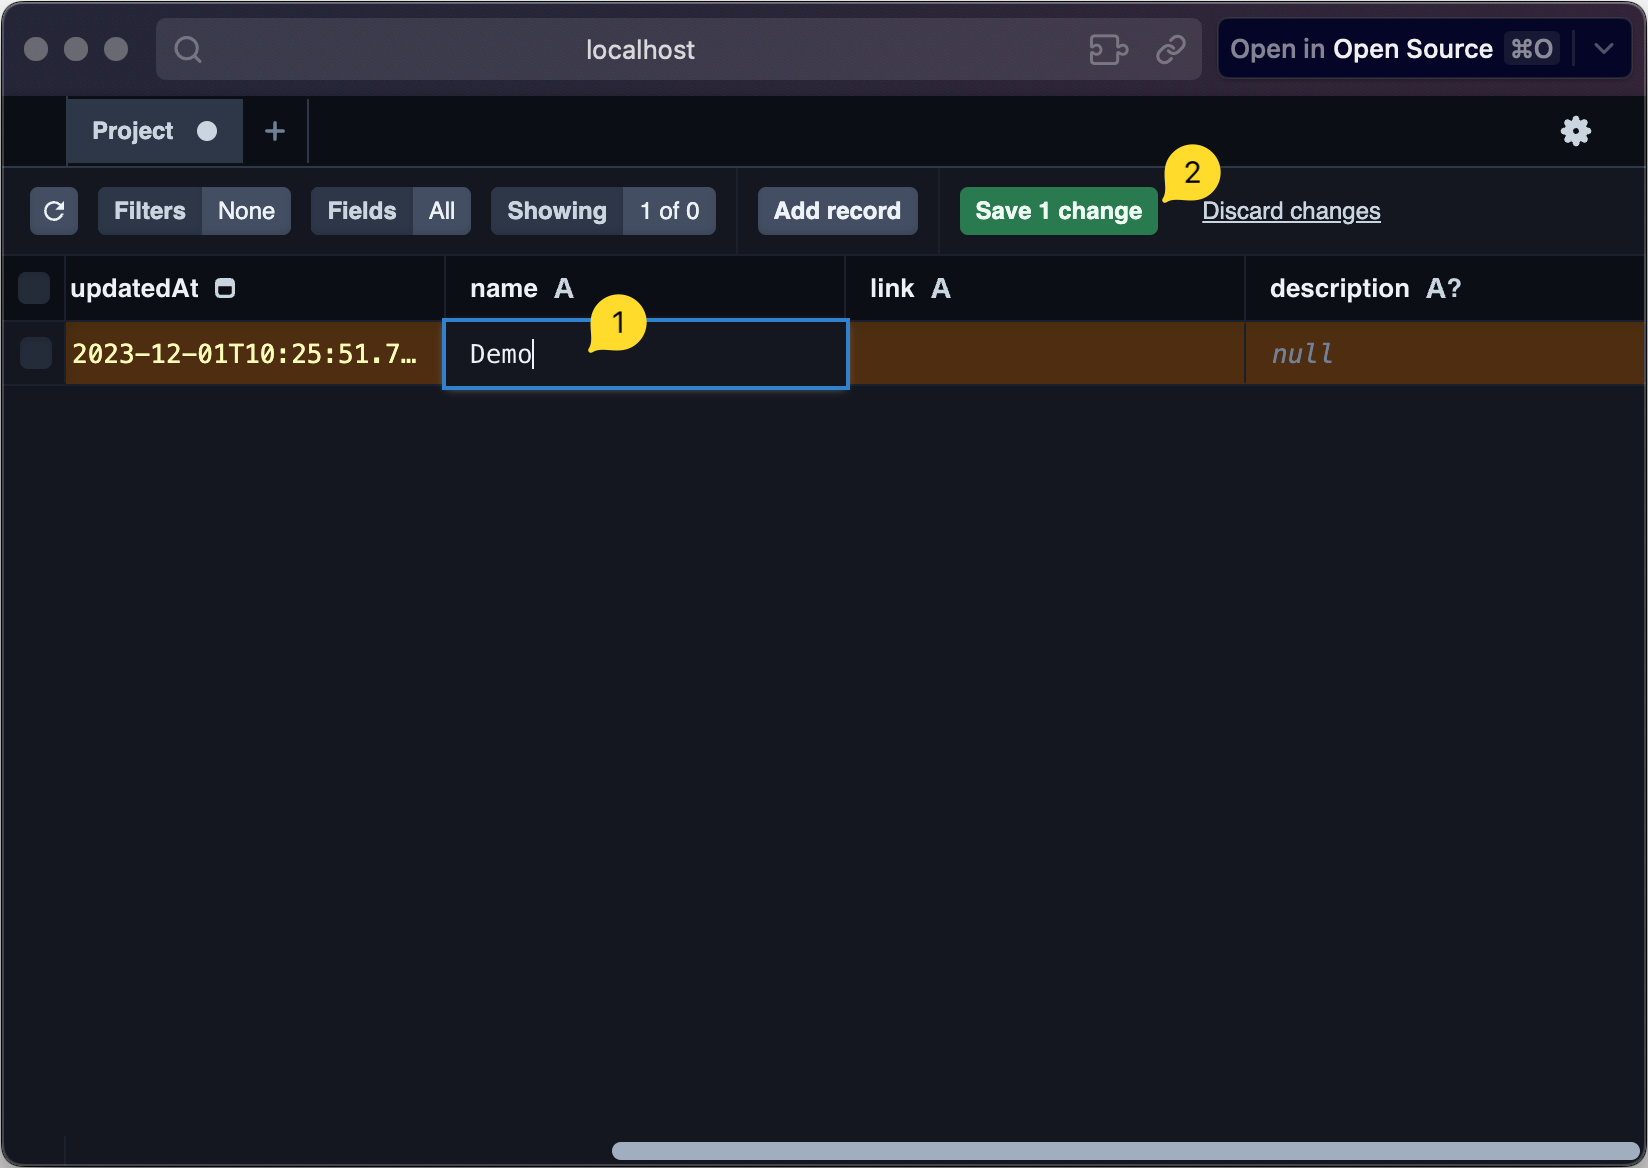 localhost
Open in Open Source ⌘O
Project
+
Filters None
Fields All
Showing 1 of 0
Add record
Save 1 change
2
Discard changes
updatedAt
name A
link A
description A?
2023-12-01T10:25:51.7…
Demo
1
null